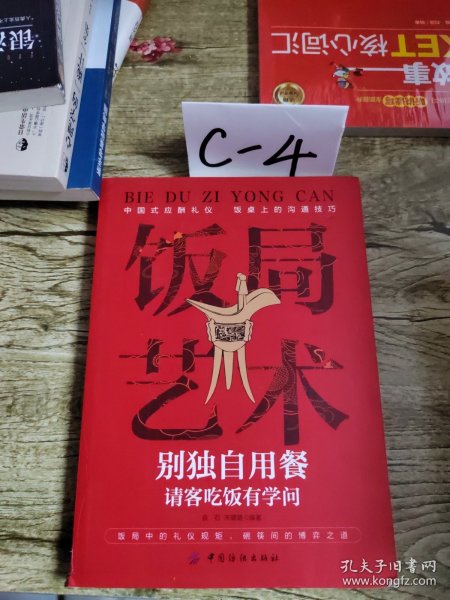 银
KET核心词汇
故事
C-4
BIE DU ZI YONG CAN
中国式应酬礼仪 饭桌上的沟通技巧
饭局
艺术
别独自用餐
请客吃饭有学问
饭局中的礼仪规矩，碗筷间的博弈之道
中国纺织出版社
孔夫子旧书网
www.kongfz.com